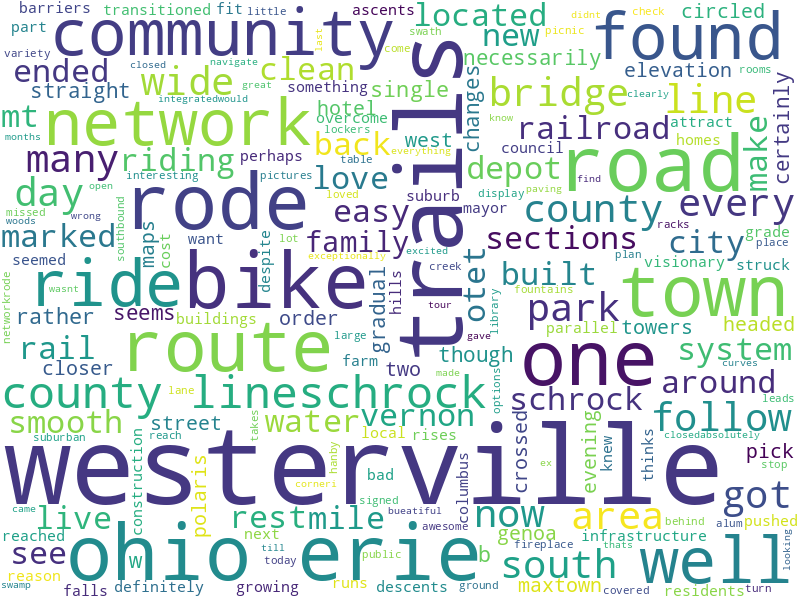 barriers transitioned fit little ascents swath picnic didnt check
part community last come located new circled found
variety closed navigate great something trails necessarily elevation rooms
ended wide clean single changes bridge line clearly
straight integratedwould hotel overcome lockers west railroad attract make certainly
mt network back everything council know homes
many riding perhaps table love suburb depot road find
day interesting pictures loved easy mayor display paving county every
missed open rode want lot family otet sections racks city grade place
marked maps cost despite exceptionally excited plan visionary struck
woods wrong southbound bike hills creek built fountains town
seemed ride gradual tour library park
networkrode wasnt rather seems buildings order large gave parallel towers headed
rail route farm two made though one system curves
closer lane options around leads
county lineschrock schrock follow
smooth street water vernon crossed evening closedabsolutely
suburban reach takes local rises knew thinks pick
construction polaris hanby westerville ex stop
reached live corneri bad columbus area got
signed bueatiful awesome now alum pushed
came w next restmile genoa behind
see ohio erie b fireplace thats infrastructure looking
reason till today public south well
swamp falls definitely growing runs descents ground maxtown covered residents turn
months